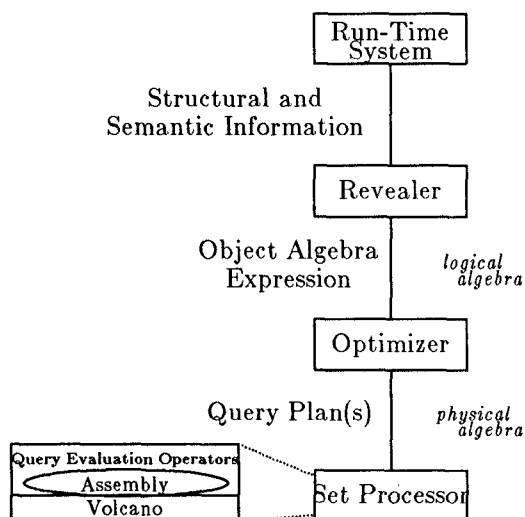 Run-Time
System
Structural and
Semantic Information
Revealer
Object Algebra
Expression
logical
algebra
Optimizer
Query Plan(s)
physical
algebra
Query Evaluation Operators
Assembly
Volcano
Set Processor